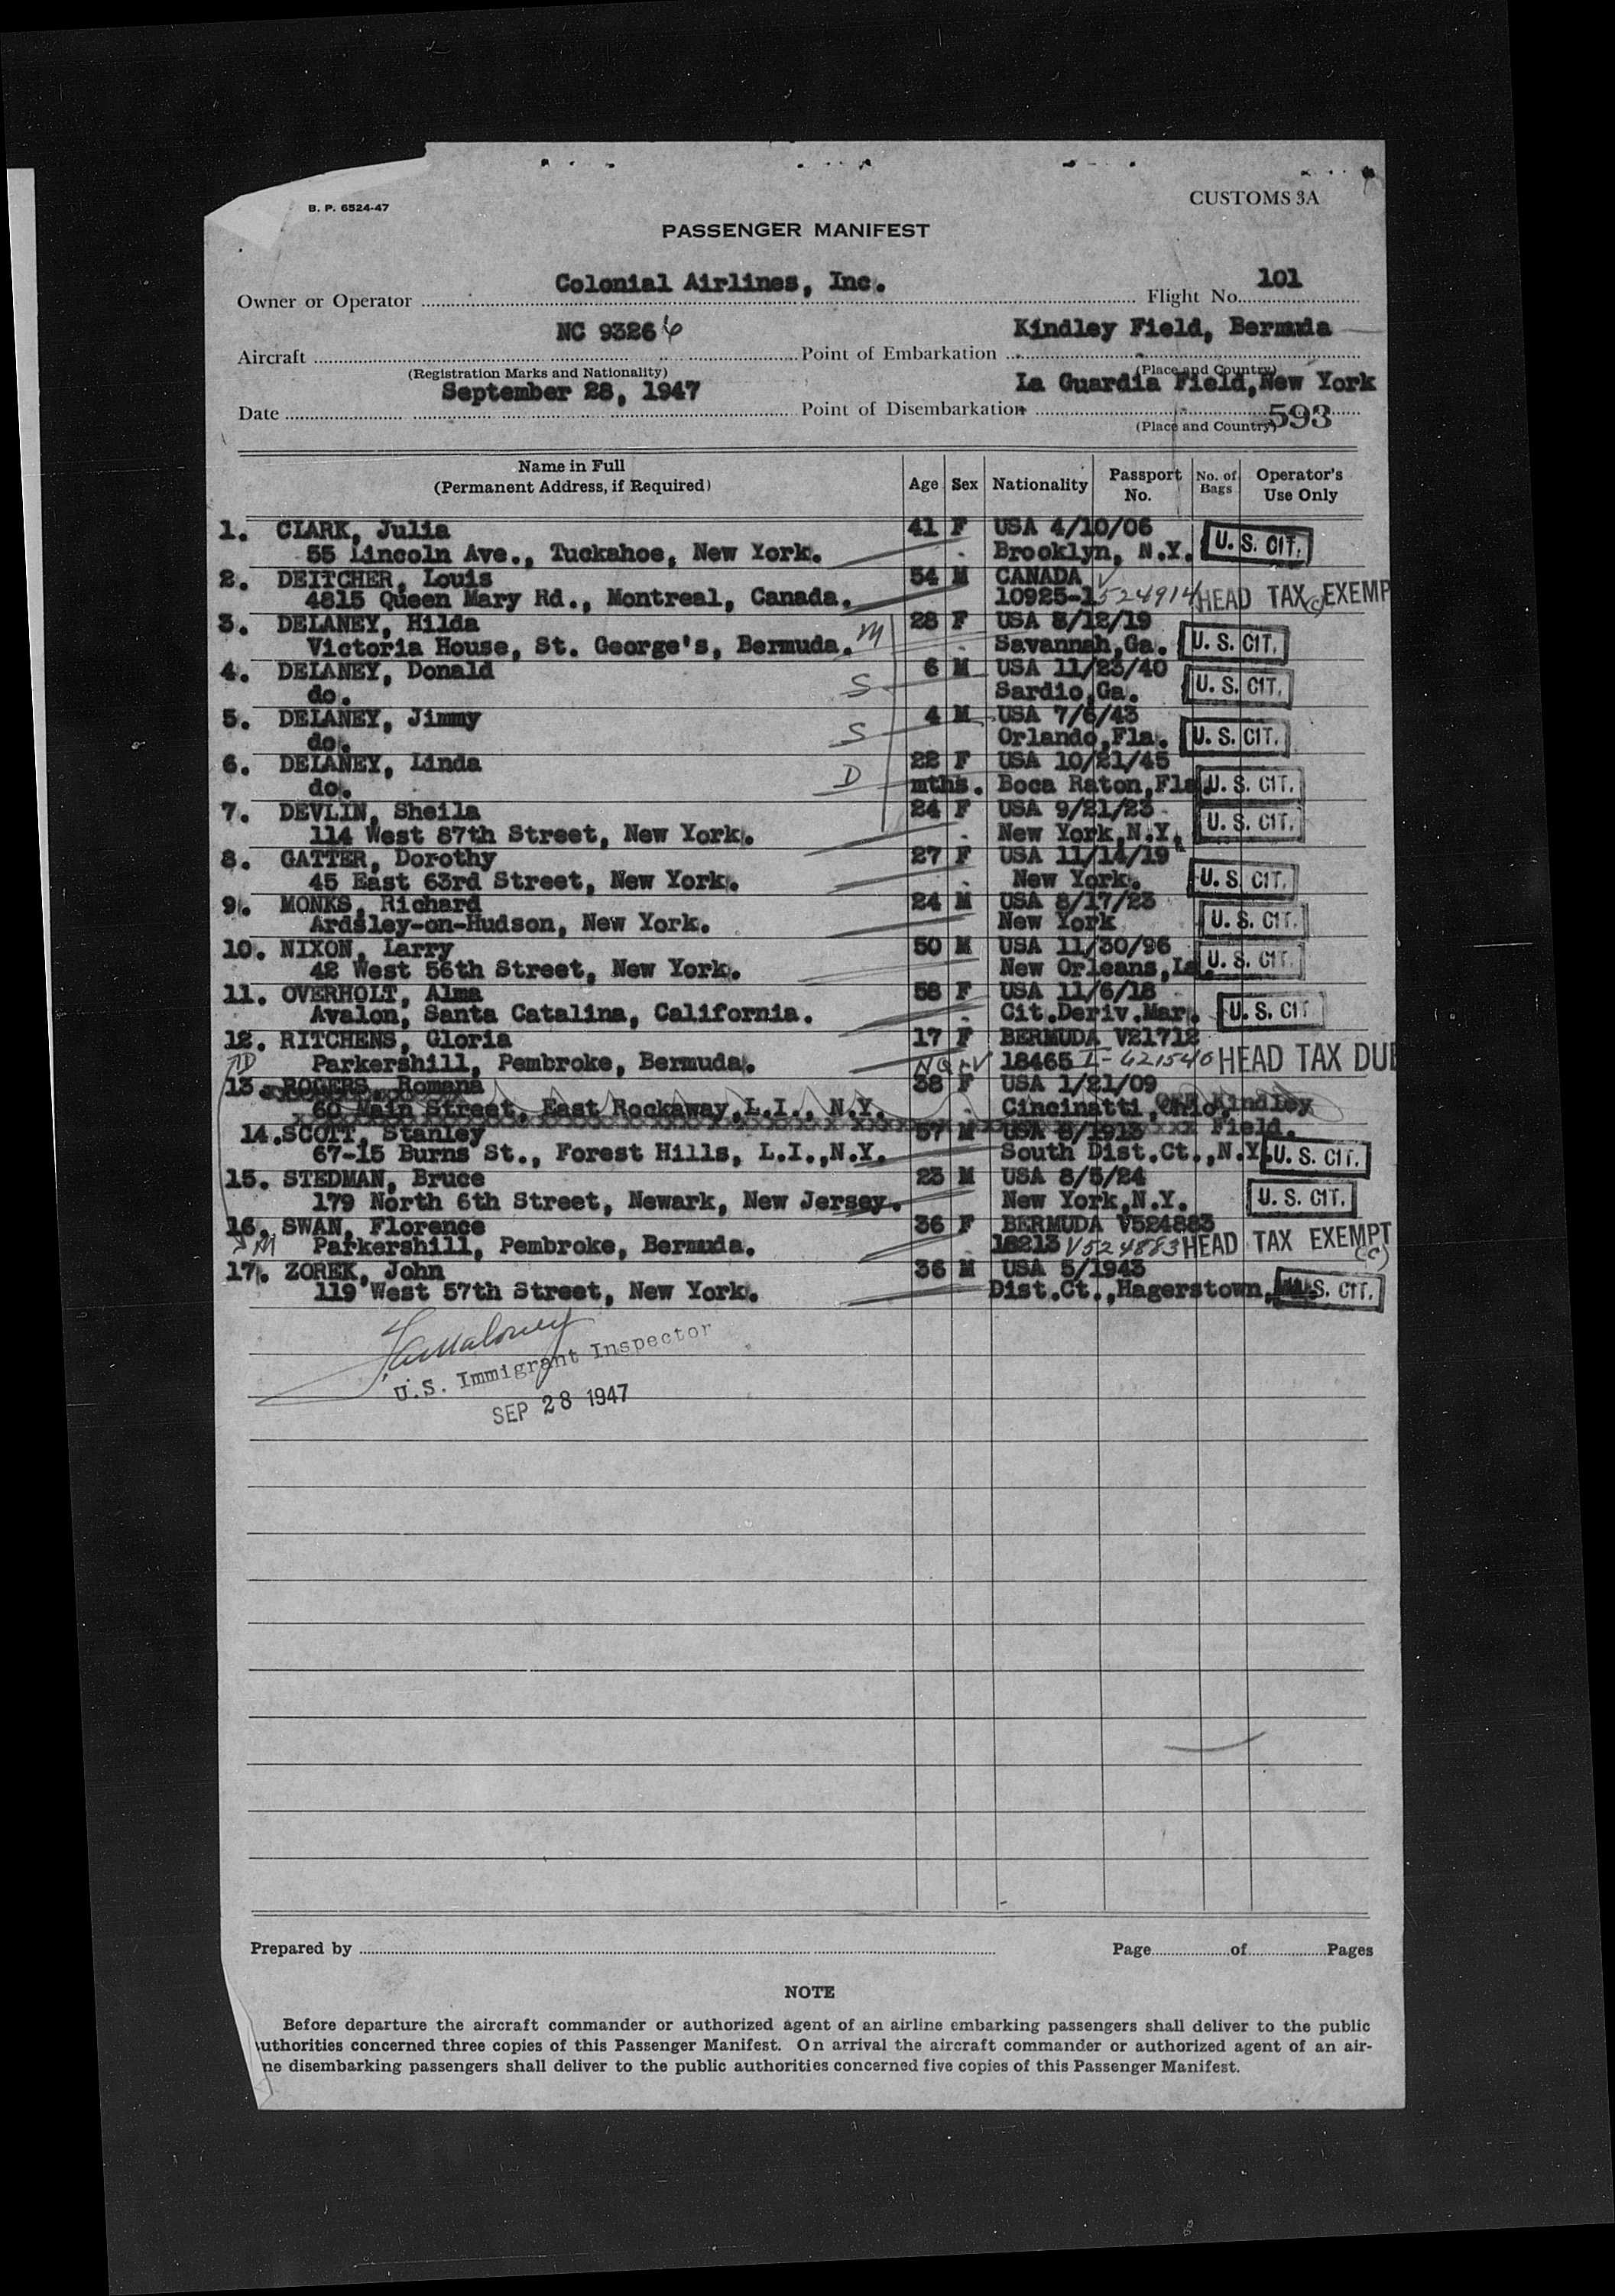 B. P. 6524-47
CUSTOMS 3A
PASSENGER MANIFEST
Owner or Operator Colonial Airlines, Inc. Flight No. 101
Aircraft NC 93266 Point of Embarkation Kindley Field, Bermuda
(Registration Marks and Nationality) (Place and Country)
Date September 28, 1947 Point of Disembarkation La Guardia Field, New York
(Place and Country) 593
Name in Full (Permanent Address, if Required) Age Sex Nationality Passport No. No. of Bags Operator's Use Only
1. CLARK, Julia 41 F USA 4/10/06
55 Lincoln Ave., Tuckahoe, New York. Brooklyn, N.Y. U. S. CIT.
2. DEITCHER, Louis 54 M CANADA V
4815 Queen Mary Rd., Montreal, Canada. 10925-1 524914 HEAD TAX EXEMP (c)
3. DELANEY, Hilda 28 F USA 8/12/19
Victoria House, St. George's, Bermuda. M Savannah,Ga. U. S. CIT.
4. DELANEY, Donald 6 M USA 11/23/40
do. S Sardio,Ga. U. S. CIT.
5. DELANEY, Jimmy 4 M USA 7/6/43
do. S Orlando,Fla. U. S. CIT.
6. DELANEY, Linda 22 F USA 10/21/45
do. D mths. Boca Raton,Fla U. S. CIT.
7. DEVLIN, Sheila 24 F USA 9/21/23
114 West 87th Street, New York. New York,N.Y. U. S. CIT.
8. GATTER, Dorothy 27 F USA 11/14/19
45 East 63rd Street, New York. New York. U. S. CIT.
9. MONKS, Richard 24 M USA 8/17/23
Ardsley-on-Hudson, New York. New York U. S. CIT.
10. NIXON, Larry 50 M USA 11/30/96
42 West 56th Street, New York. New Orleans,La. U. S. CIT.
11. OVERHOLT, Alma 58 F USA 11/6/18
Avalon, Santa Catalina, California. Cit.Deriv.Mar. U. S. CIT
12. RITCHENS, Gloria 17 F BERMUDA V21712
D Parkershill, Pembroke, Bermuda. NQIV 18465 I-621540 HEAD TAX DUE
13. ROGERS, Romana 38 F USA 1/21/09
60 Main Street, East Rockaway,L.I., N.Y. Cincinatti,Ohio. Kindley
Field.
14. SCOTT, Stanley 57 M USA 8/1913
67-15 Burns St., Forest Hills, L.I.,N.Y. South Dist.Ct.,N.Y. U. S. CIT.
15. STEDMAN, Bruce 23 M USA 8/5/24
179 North 6th Street, Newark, New Jersey. New York,N.Y. U. S. CIT.
16. SWAN, Florence 36 F BERMUDA V524883
M Parkershill, Pembroke, Bermuda. 18213 V524883 HEAD TAX EXEMPT (c)
17. ZOREK, John 36 M USA 5/1943
119 West 57th Street, New York. Dist.Ct.,Hagerstown, U. S. CIT.
U.S. Immigrant Inspector
SEP 28 1947
Prepared by Page of Pages
NOTE
Before departure the aircraft commander or authorized agent of an airline embarking passengers shall deliver to the public
uthorities concerned three copies of this Passenger Manifest. On arrival the aircraft commander or authorized agent of an air-
ne disembarking passengers shall deliver to the public authorities concerned five copies of this Passenger Manifest.